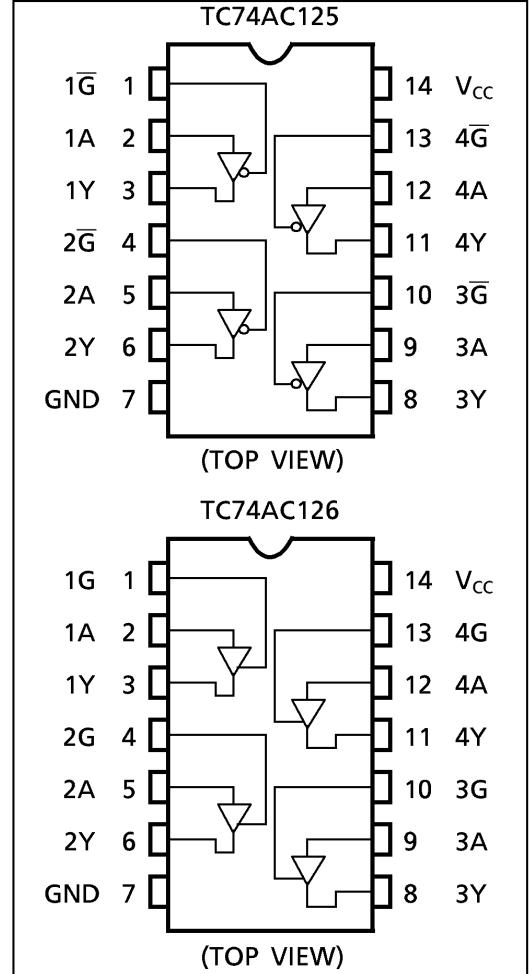 TC74AC125
1G̅ 1 14 VCC
1A 2 13 4G̅
1Y 3 12 4A
2G̅ 4 11 4Y
2A 5 10 3G̅
2Y 6 9 3A
GND 7 8 3Y
(TOP VIEW)
TC74AC126
1G 1 14 VCC
1A 2 13 4G
1Y 3 12 4A
2G 4 11 4Y
2A 5 10 3G
2Y 6 9 3A
GND 7 8 3Y
(TOP VIEW)